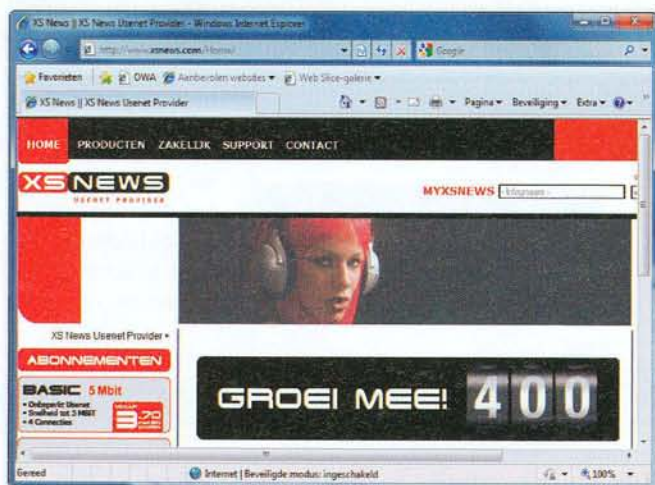 XS News || XS News Usenet Provider - Windows Internet Explorer
http://www.xsnews.com/Home/
Google
Favorieten OWA Aanbevolen websites Web Slice-galerie
XS News || XS News Usenet Provider
Pagina Beveiliging Extra
HOME PRODUCTEN ZAKELIJK SUPPORT CONTACT
XS NEWS
USENET PROVIDER
MYXSNEWS
XS News Usenet Provider
ABONNEMENTEN
BASIC 5 Mbit
• Onbeperkt Usenet
• Snelheid tot 5 MBIT
• 4 Connecties
3.70
GROEI MEE! 400
Gereed
Internet | Beveiligde modus: ingeschakeld
100%